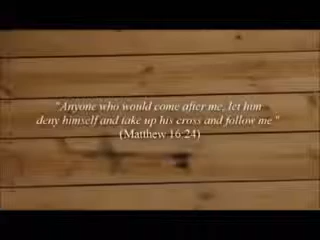 "Anyone who would come after me, let him
deny himself and take up his cross and follow me."
(Matthew 16:24)